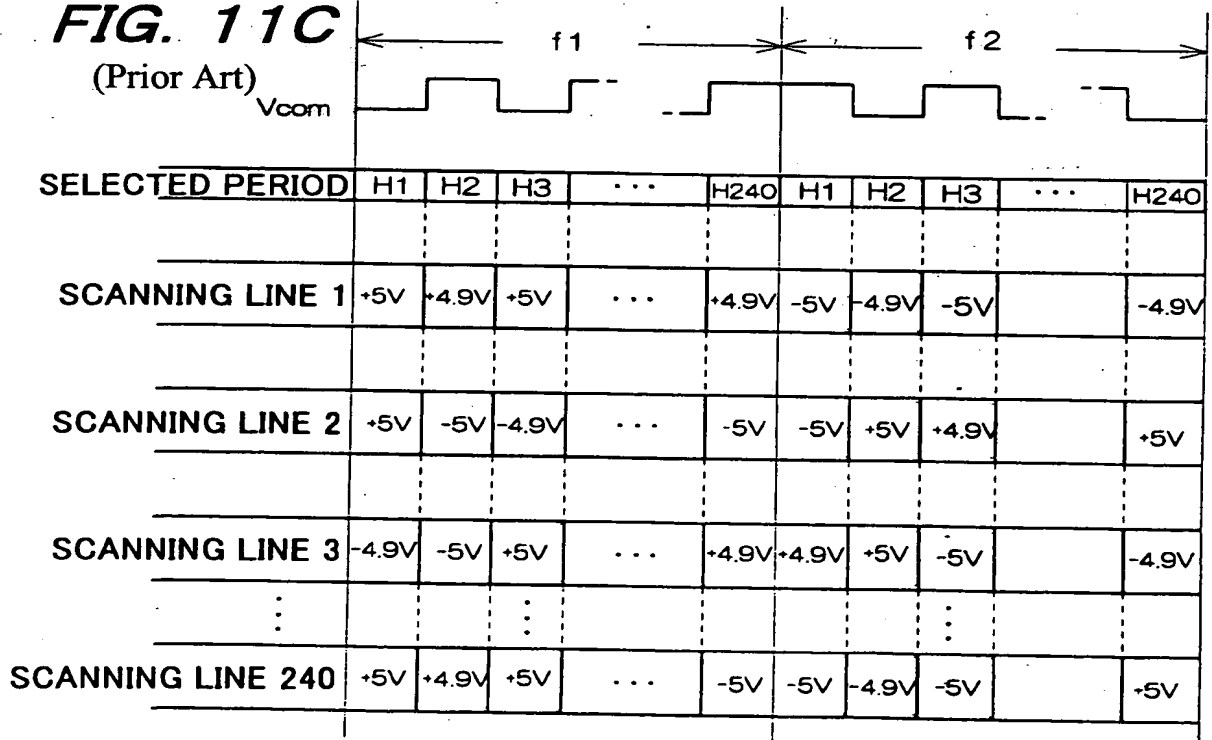 FIG. 11C
(Prior Art)
f1 f2
Vcom
SELECTED PERIOD H1 H2 H3 ... H240 H1 H2 H3 ... H240
SCANNING LINE 1 +5V +4.9V +5V ... +4.9V -5V -4.9V -5V -4.9V
SCANNING LINE 2 +5V -5V -4.9V ... -5V -5V +5V +4.9V +5V
SCANNING LINE 3 -4.9V -5V +5V ... +4.9V +4.9V +5V -5V -4.9V
SCANNING LINE 240 +5V +4.9V +5V ... -5V -5V -4.9V -5V +5V